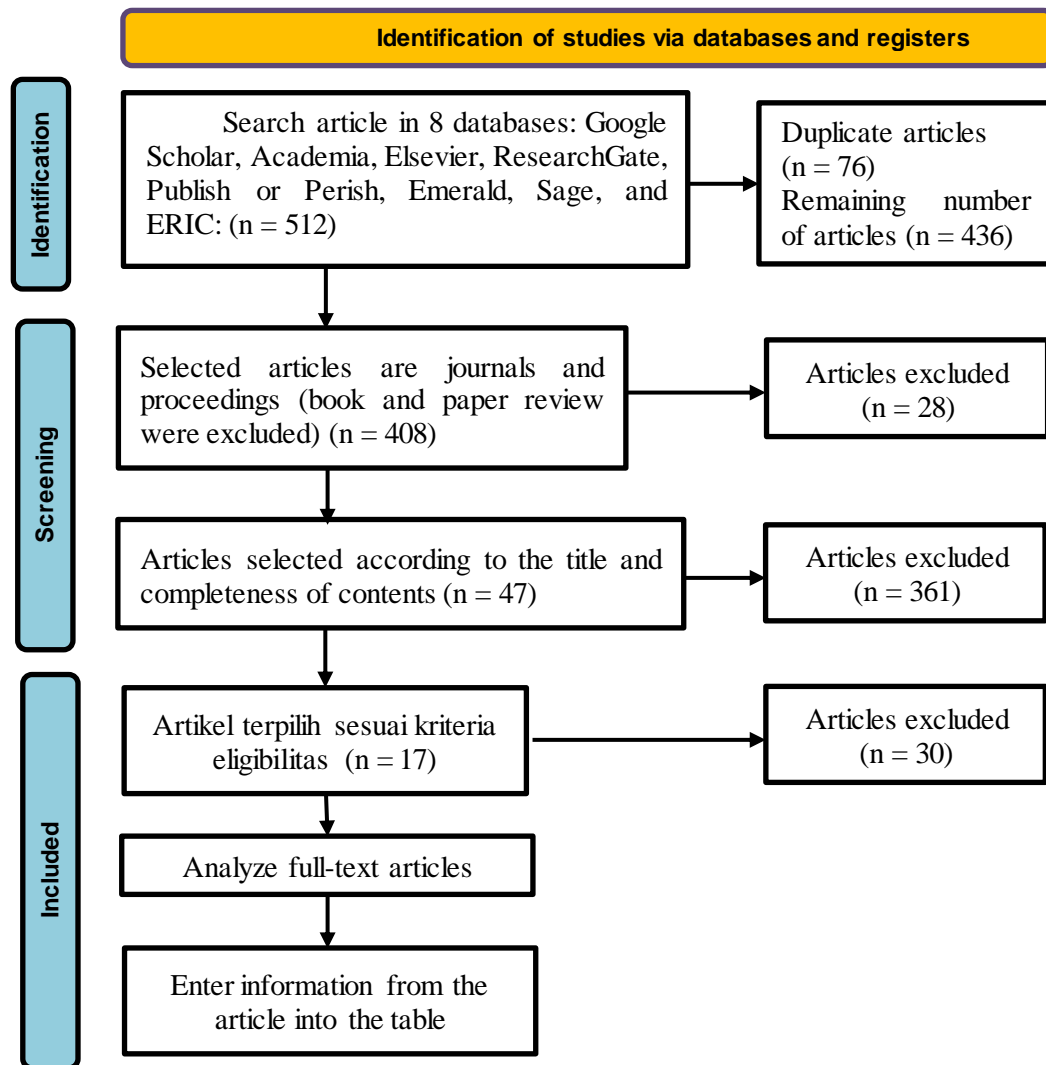 Identification of studies via databases and registers
Identification
Search article in 8 databases: Google
Scholar, Academia, Elsevier, ResearchGate,
Publish or Perish, Emerald, Sage, and
ERIC: (n = 512)
Duplicate articles
(n = 76)
Remaining number
of articles (n = 436)
Screening
Selected articles are journals and
proceedings (book and paper review
were excluded) (n = 408)
Articles excluded
(n = 28)
Articles selected according to the title and
completeness of contents (n = 47)
Articles excluded
(n = 361)
Included
Artikel terpilih sesuai kriteria
eligibilitas (n = 17)
Articles excluded
(n = 30)
Analyze full-text articles
Enter information from the
article into the table